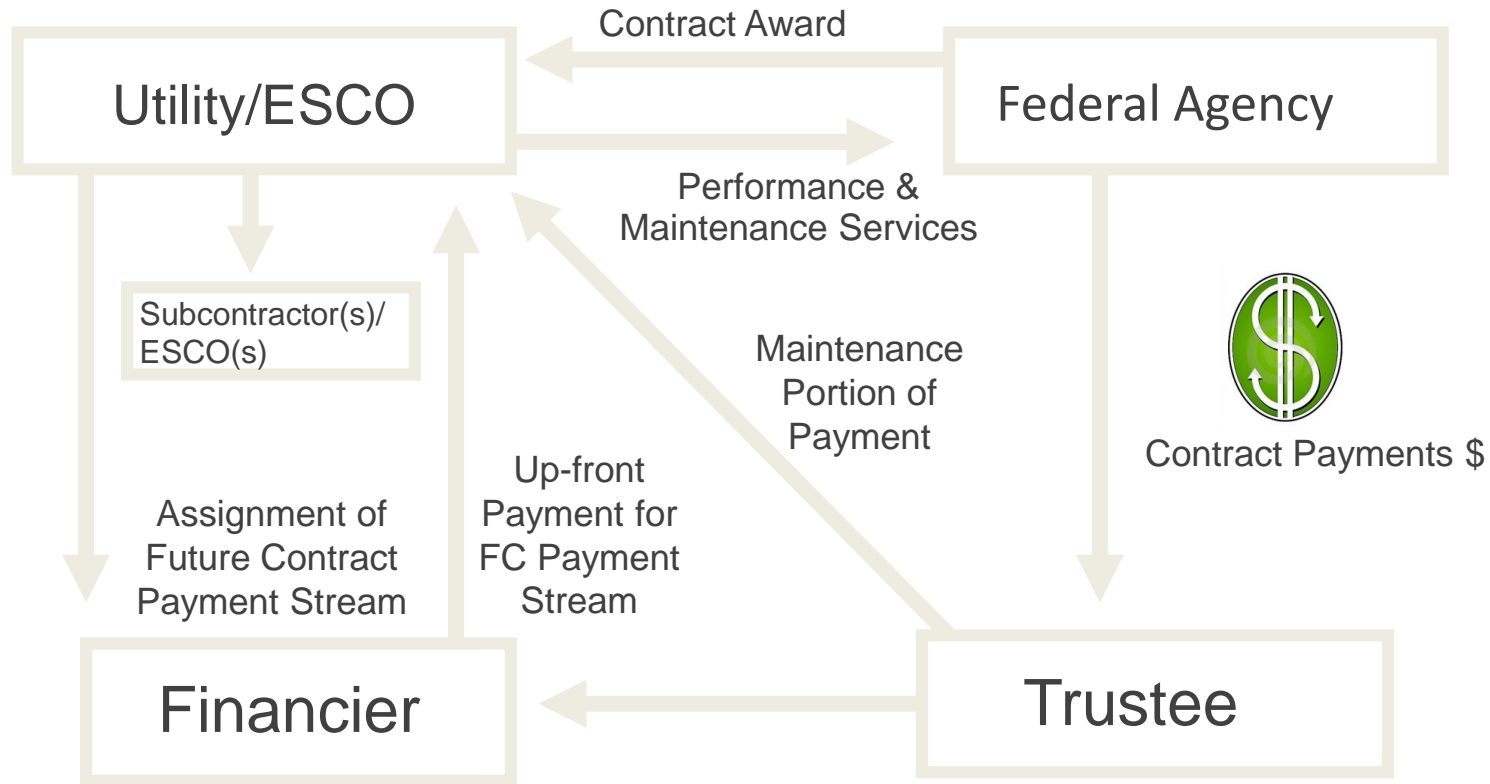 Contract Award
Utility/ESCO
Federal Agency
Performance &
Maintenance Services
Subcontractor(s)/
ESCO(s)
Maintenance
Portion of
Payment
Contract Payments $
Up-front
Payment for
FC Payment
Stream
Assignment of
Future Contract
Payment Stream
Financier
Trustee